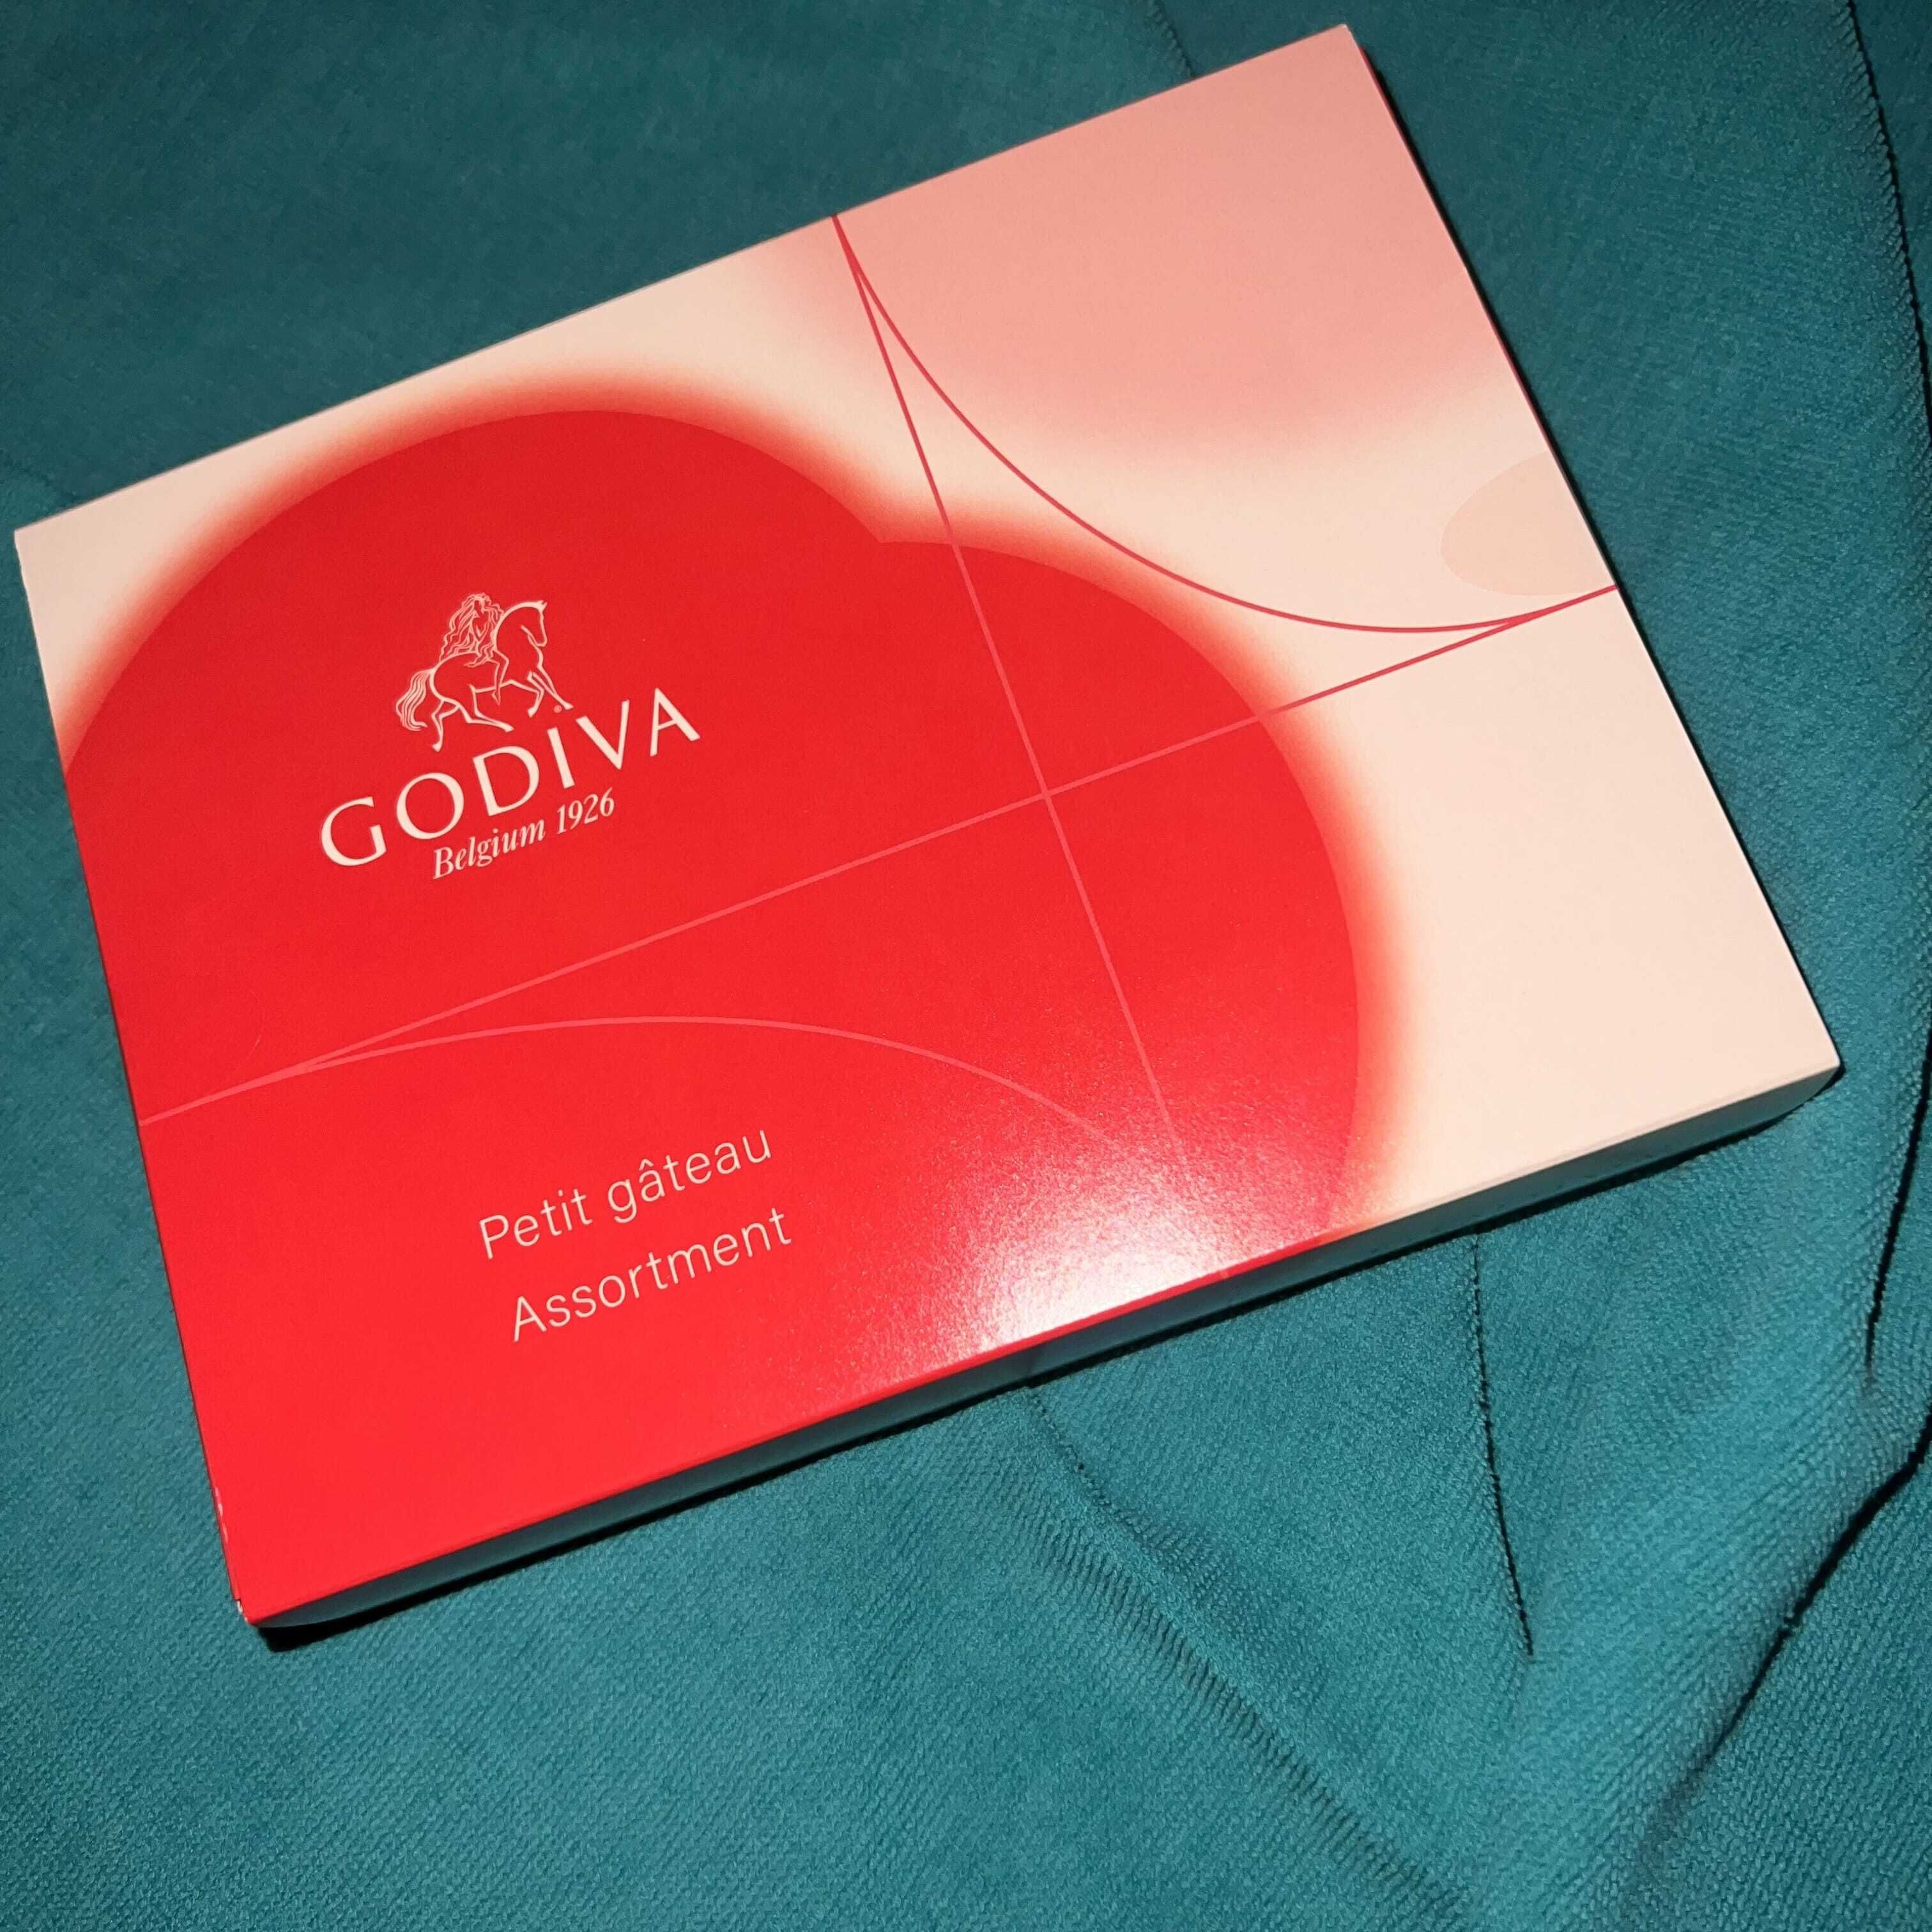 GODIVA
Belgium 1926
Petit gâteau
Assortment